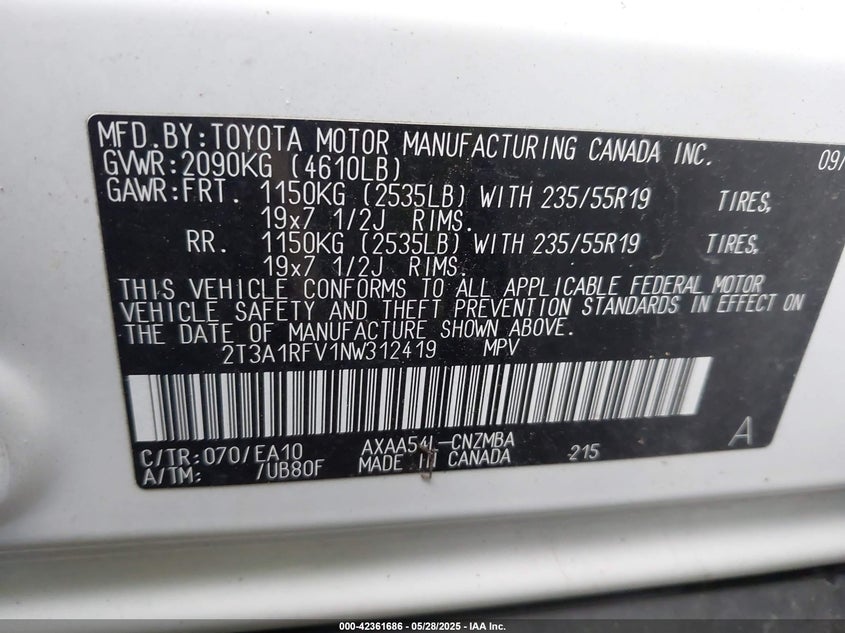 MFD.BY:TOYOTA MOTOR MANUFACTURING CANADA INC. 09/
GVWR:2090KG (4610LB)
GAWR:FRT. 1150KG (2535LB) WITH 235/55R19 TIRES,
19x7 1/2J RIMS.
RR. 1150KG (2535LB) WITH 235/55R19 TIRES,
19x7 1/2J RIMS.
THIS VEHICLE CONFORMS TO ALL APPLICABLE FEDERAL MOTOR
VEHICLE SAFETY AND THEFT PREVENTION STANDARDS IN EFFECT ON
THE DATE OF MANUFACTURE SHOWN ABOVE.
2T3A1RFV1NW312419 MPV
A
C/TR:070/EA10 AXAA54L-CNZMBA 215
A/TM: /UB80F MADE IN CANADA
000-42361686 - 05/28/2025 - IAA Inc.